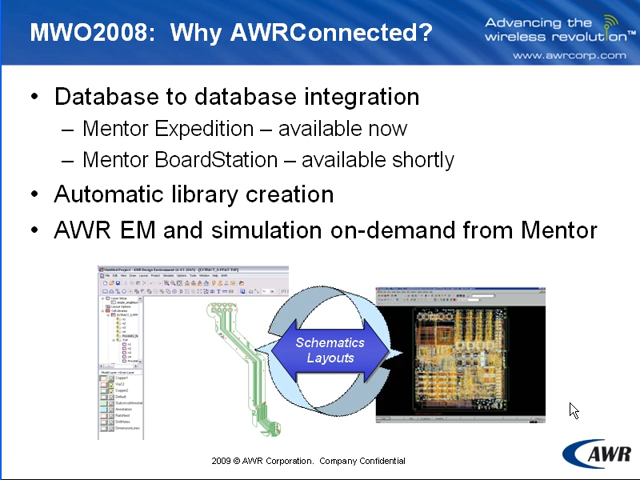 MWO2008: Why AWRConnected?
Advancing the
wireless revolution™
www.awrcorp.com
• Database to database integration
– Mentor Expedition – available now
– Mentor BoardStation – available shortly
• Automatic library creation
• AWR EM and simulation on-demand from Mentor
Schematics
Layouts
2009 © AWR Corporation. Company Confidential
AWR